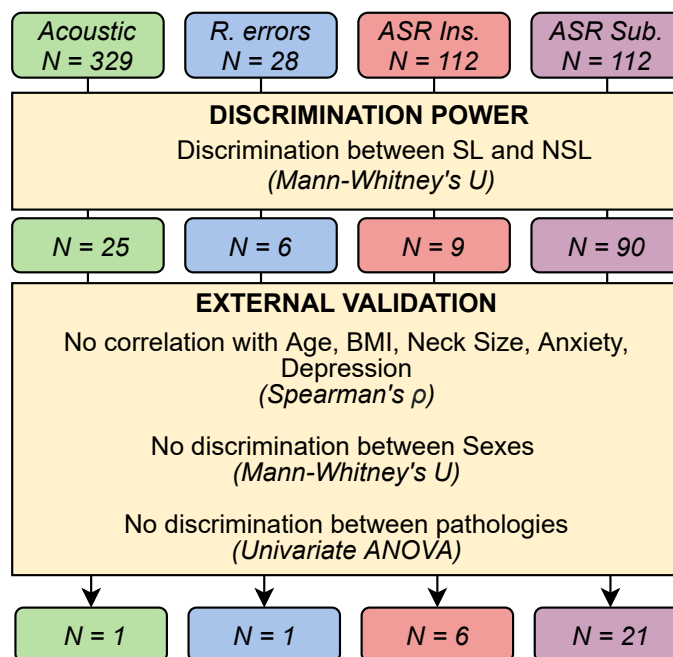 Acoustic
N = 329
R. errors
N = 28
ASR Ins.
N = 112
ASR Sub.
N = 112
DISCRIMINATION POWER
Discrimination between SL and NSL
(Mann-Whitney's U)
N = 25
N = 6
N = 9
N = 90
EXTERNAL VALIDATION
No correlation with Age, BMI, Neck Size, Anxiety,
Depression
(Spearman's ρ)
No discrimination between Sexes
(Mann-Whitney's U)
No discrimination between pathologies
(Univariate ANOVA)
N = 1
N = 1
N = 6
N = 21